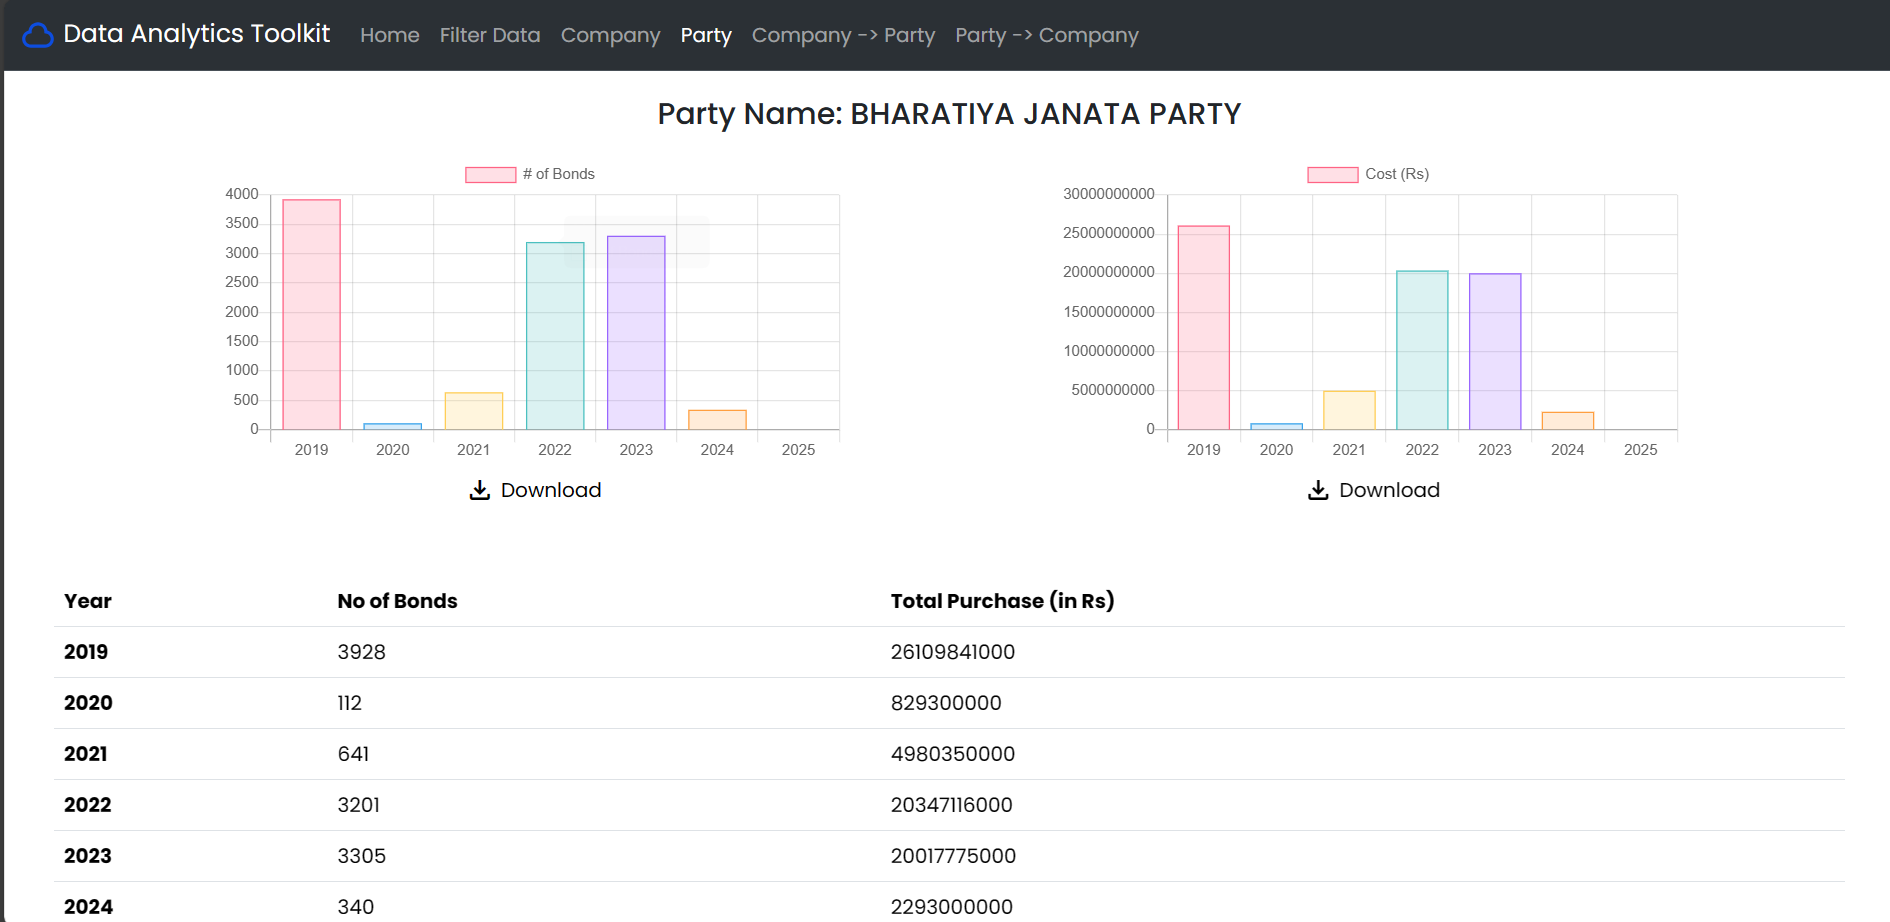 Data Analytics Toolkit Home Filter Data Company Party Company -> Party Party -> Company
Party Name: BHARATIYA JANATA PARTY
# of Bonds
4000
3500
3000
2500
2000
1500
1000
500
0
2019 2020 2021 2022 2023 2024 2025
Download
Cost (Rs)
30000000000
25000000000
20000000000
15000000000
10000000000
5000000000
0
2019 2020 2021 2022 2023 2024 2025
Download
Year No of Bonds Total Purchase (in Rs)
2019 3928 26109841000
2020 112 829300000
2021 641 4980350000
2022 3201 20347116000
2023 3305 20017775000
2024 340 2293000000